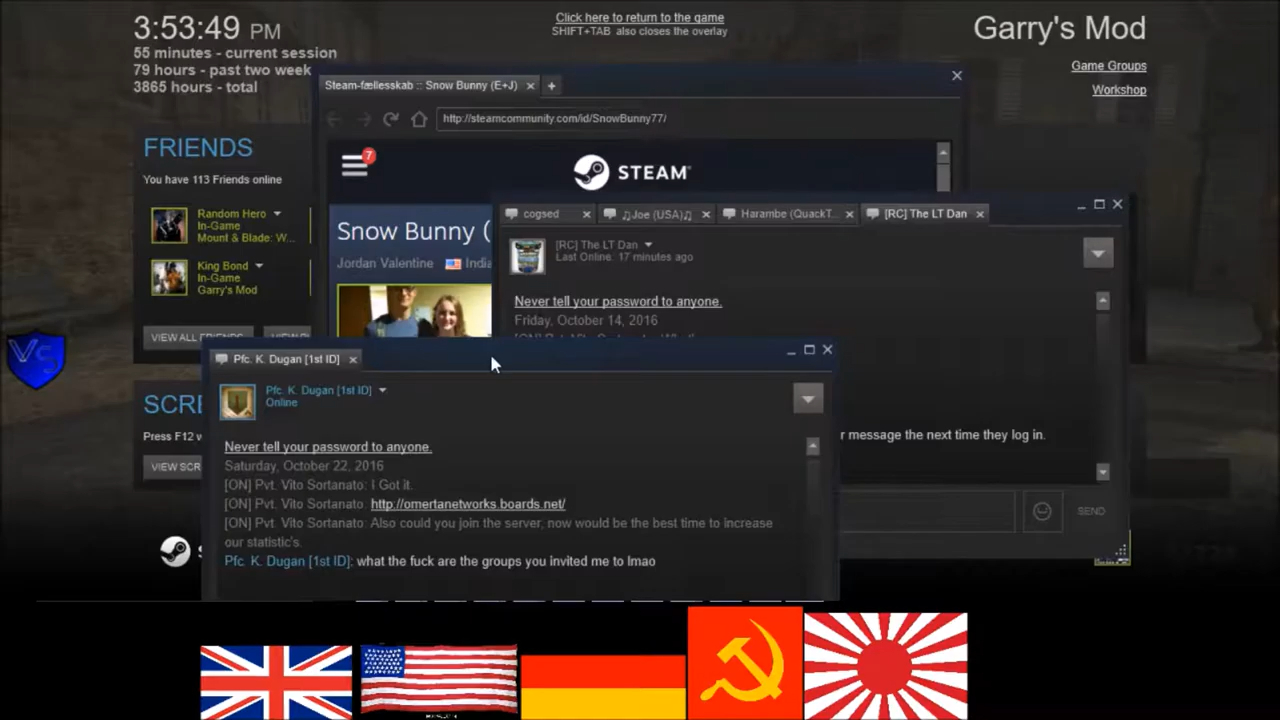 3:53:49 PM
55 minutes - current session
79 hours - past two week
3865 hours - total
Click here to return to the game
SHIFT+TAB also closes the overlay
Garry's Mod
Game Groups
Workshop
Steam-fællesskab :: Snow Bunny (E+J)
http://steamcommunity.com/id/SnowBunny77/
7
STEAM
FRIENDS
You have 113 Friends online
Random Hero
In-Game
Mount & Blade: W...
King Bond
In-Game
Garry's Mod
VIEW ALL FRIENDS
Snow Bunny (
Jordan Valentine India
cogsed
♫Joe (USA)♫
Harambe (QuackT...
[RC] The LT Dan
[RC] The LT Dan
Last Online: 17 minutes ago
Never tell your password to anyone.
Friday, October 14, 2016
r message the next time they log in.
SEND
VS
SCRE
Press F12 w
VIEW SCR
Pfc. K. Dugan [1st ID]
Pfc. K. Dugan [1st ID]
Online
Never tell your password to anyone.
Saturday, October 22, 2016
[ON] Pvt. Vito Sortanato: I Got it.
[ON] Pvt. Vito Sortanato: http://omertanetworks.boards.net/
[ON] Pvt. Vito Sortanato: Also could you join the server, now would be the best time to increase
our statistic's.
Pfc. K. Dugan [1st ID]: what the fuck are the groups you invited me to lmao